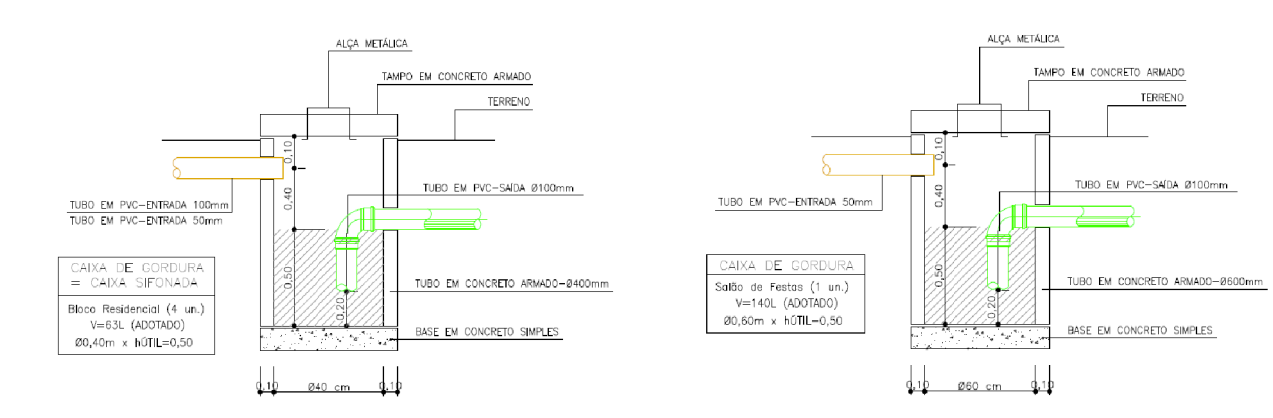 ALÇA METÁLICA
TAMPO EM CONCRETO ARMADO
TERRENO
0,10
0,40
TUBO EM PVC-SAÍDA Ø100mm
TUBO EM PVC-ENTRADA 100mm
TUBO EM PVC-ENTRADA 50mm
CAIXA DE GORDURA
= CAIXA SIFONADA
Bloco Residencial (4 un.)
V=63L (ADOTADO)
Ø0,40m x hÚTIL=0,50
0,50
0,20
TUBO EM CONCRETO ARMADO-Ø400mm
BASE EM CONCRETO SIMPLES
0,10
Ø40 cm
0,10
ALÇA METÁLICA
TAMPO EM CONCRETO ARMADO
TERRENO
0,10
0,40
TUBO EM PVC-SAÍDA Ø100mm
TUBO EM PVC-ENTRADA 50mm
CAIXA DE GORDURA
Salão de Festas (1 un.)
V=140L (ADOTADO)
Ø0,60m x hÚTIL=0,50
0,50
0,20
TUBO EM CONCRETO ARMADO-Ø600mm
BASE EM CONCRETO SIMPLES
0,10
Ø60 cm
0,10